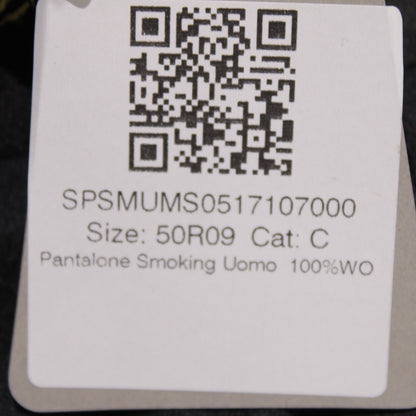 SPSMUMS0517107000
Size: 50R09 Cat: C
Pantalone Smoking Uomo 100%WO